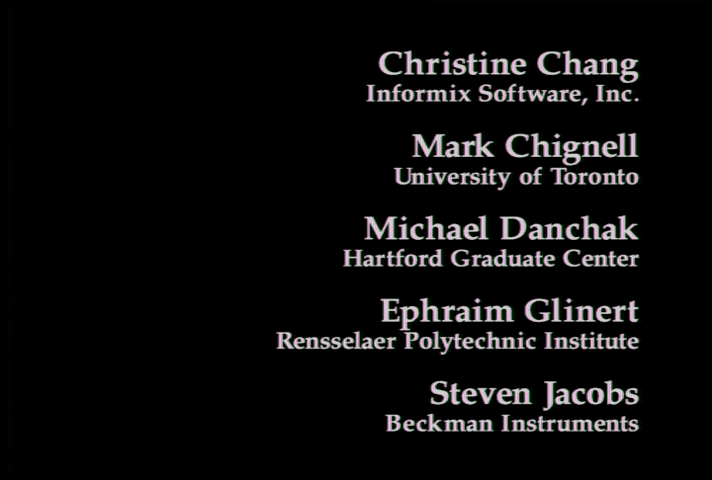 Christine Chang
Informix Software, Inc.
Mark Chignell
University of Toronto
Michael Danchak
Hartford Graduate Center
Ephraim Glinert
Rensselaer Polytechnic Institute
Steven Jacobs
Beckman Instruments